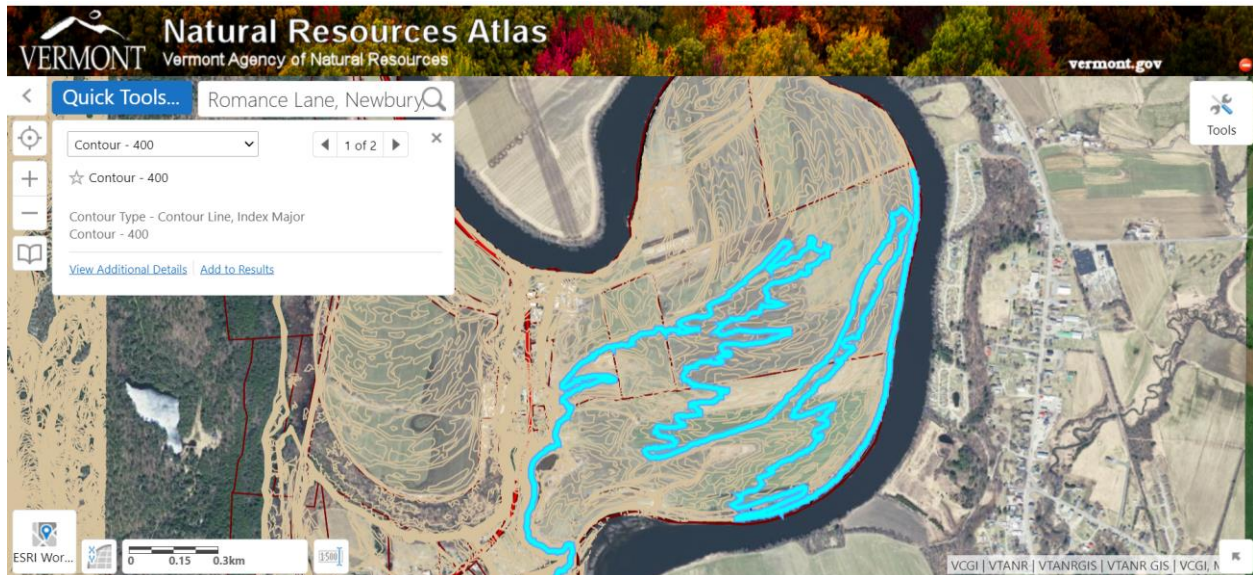 VERMONT
Natural Resources Atlas
Vermont Agency of Natural Resources
vermont.gov
Quick Tools...
Romance Lane, Newbury
Tools
Contour - 400
1 of 2
☆ Contour - 400
Contour Type - Contour Line, Index Major
Contour - 400
View Additional Details
Add to Results
ESRI Wor...
X
Y
0 0.15 0.3km
VCGI | VTANR | VTANRGIS | VTANR GIS | VCGI,